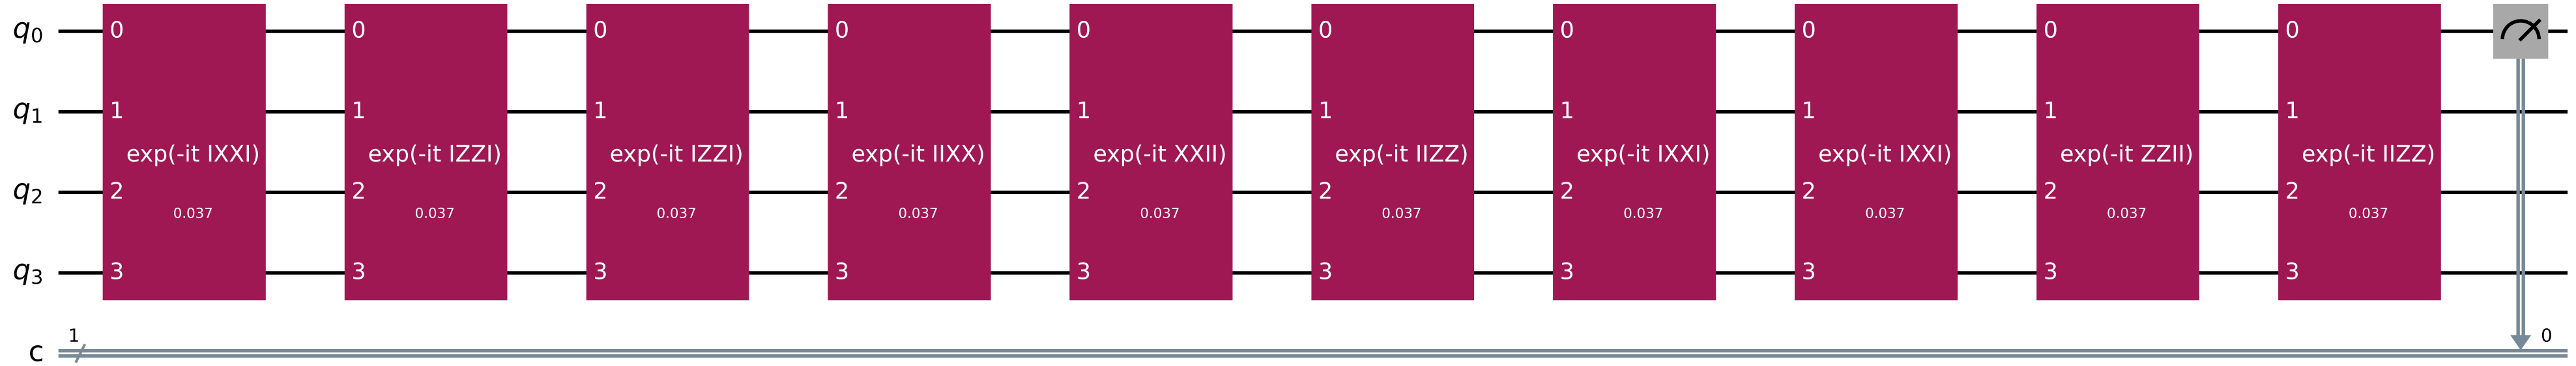 q0 0 0 0 0 0 0 0 0 0 0
q1 1 1 1 1 1 1 1 1 1 1
exp(-it IXXI) exp(-it IZZI) exp(-it IZZI) exp(-it IIXX) exp(-it XXII) exp(-it IIZZ) exp(-it IXXI) exp(-it IXXI) exp(-it ZZII) exp(-it IIZZ)
q2 2 2 2 2 2 2 2 2 2 2
0.037 0.037 0.037 0.037 0.037 0.037 0.037 0.037 0.037 0.037
q3 3 3 3 3 3 3 3 3 3 3
1 0
c